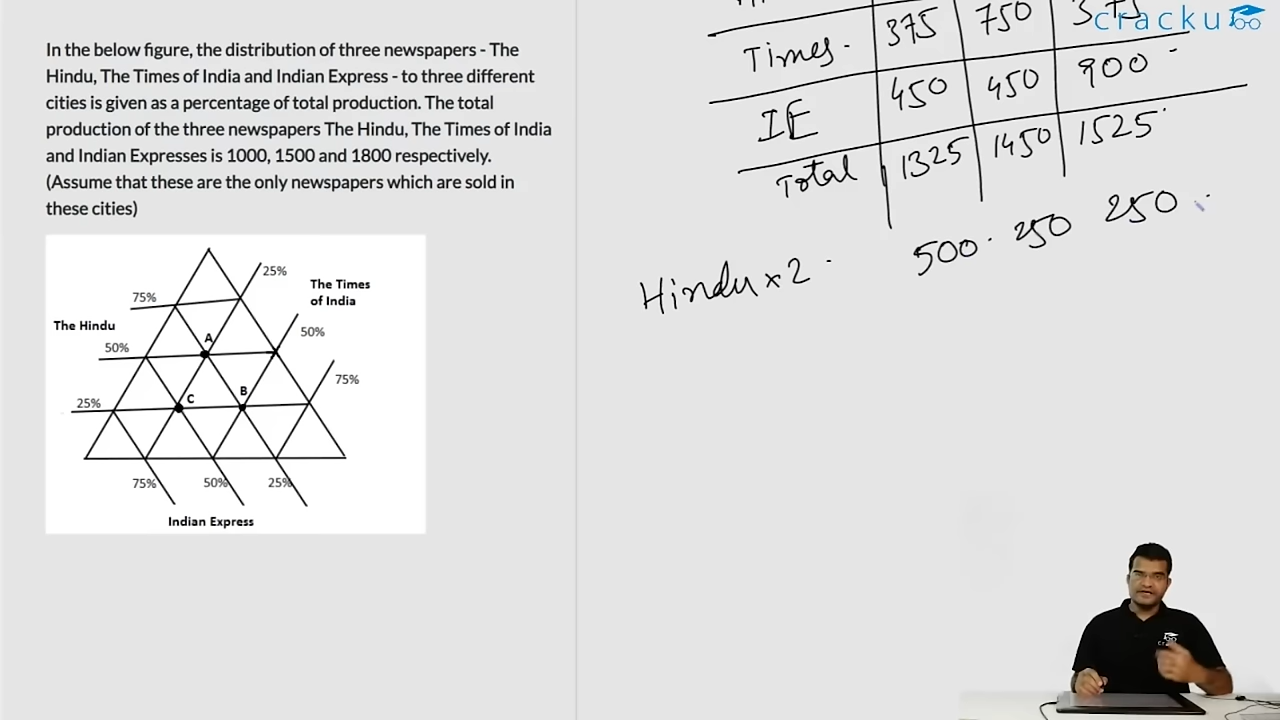 In the below figure, the distribution of three newspapers - The
Hindu, The Times of India and Indian Express - to three different
cities is given as a percentage of total production. The total
production of the three newspapers The Hindu, The Times of India
and Indian Expresses is 1000, 1500 and 1800 respectively.
(Assume that these are the only newspapers which are sold in
these cities)
25%
The Times
of India
75%
The Hindu
A
50%
50%
75%
B
C
25%
75%
50%
25%
Indian Express
cracku
Times. 375 750 375
IE 450 450 900
Total 1325 1450 1525
Hindu x 2. 500. 250 250